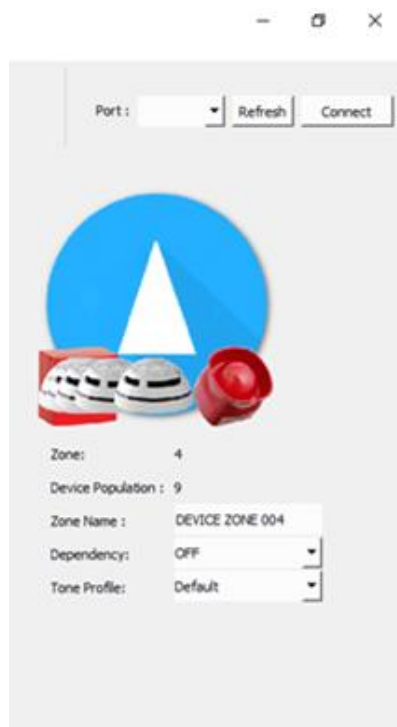 Port : Refresh Connect
Zone: 4
Device Population : 9
Zone Name : DEVICE ZONE 004
Dependency: OFF
Tone Profile: Default